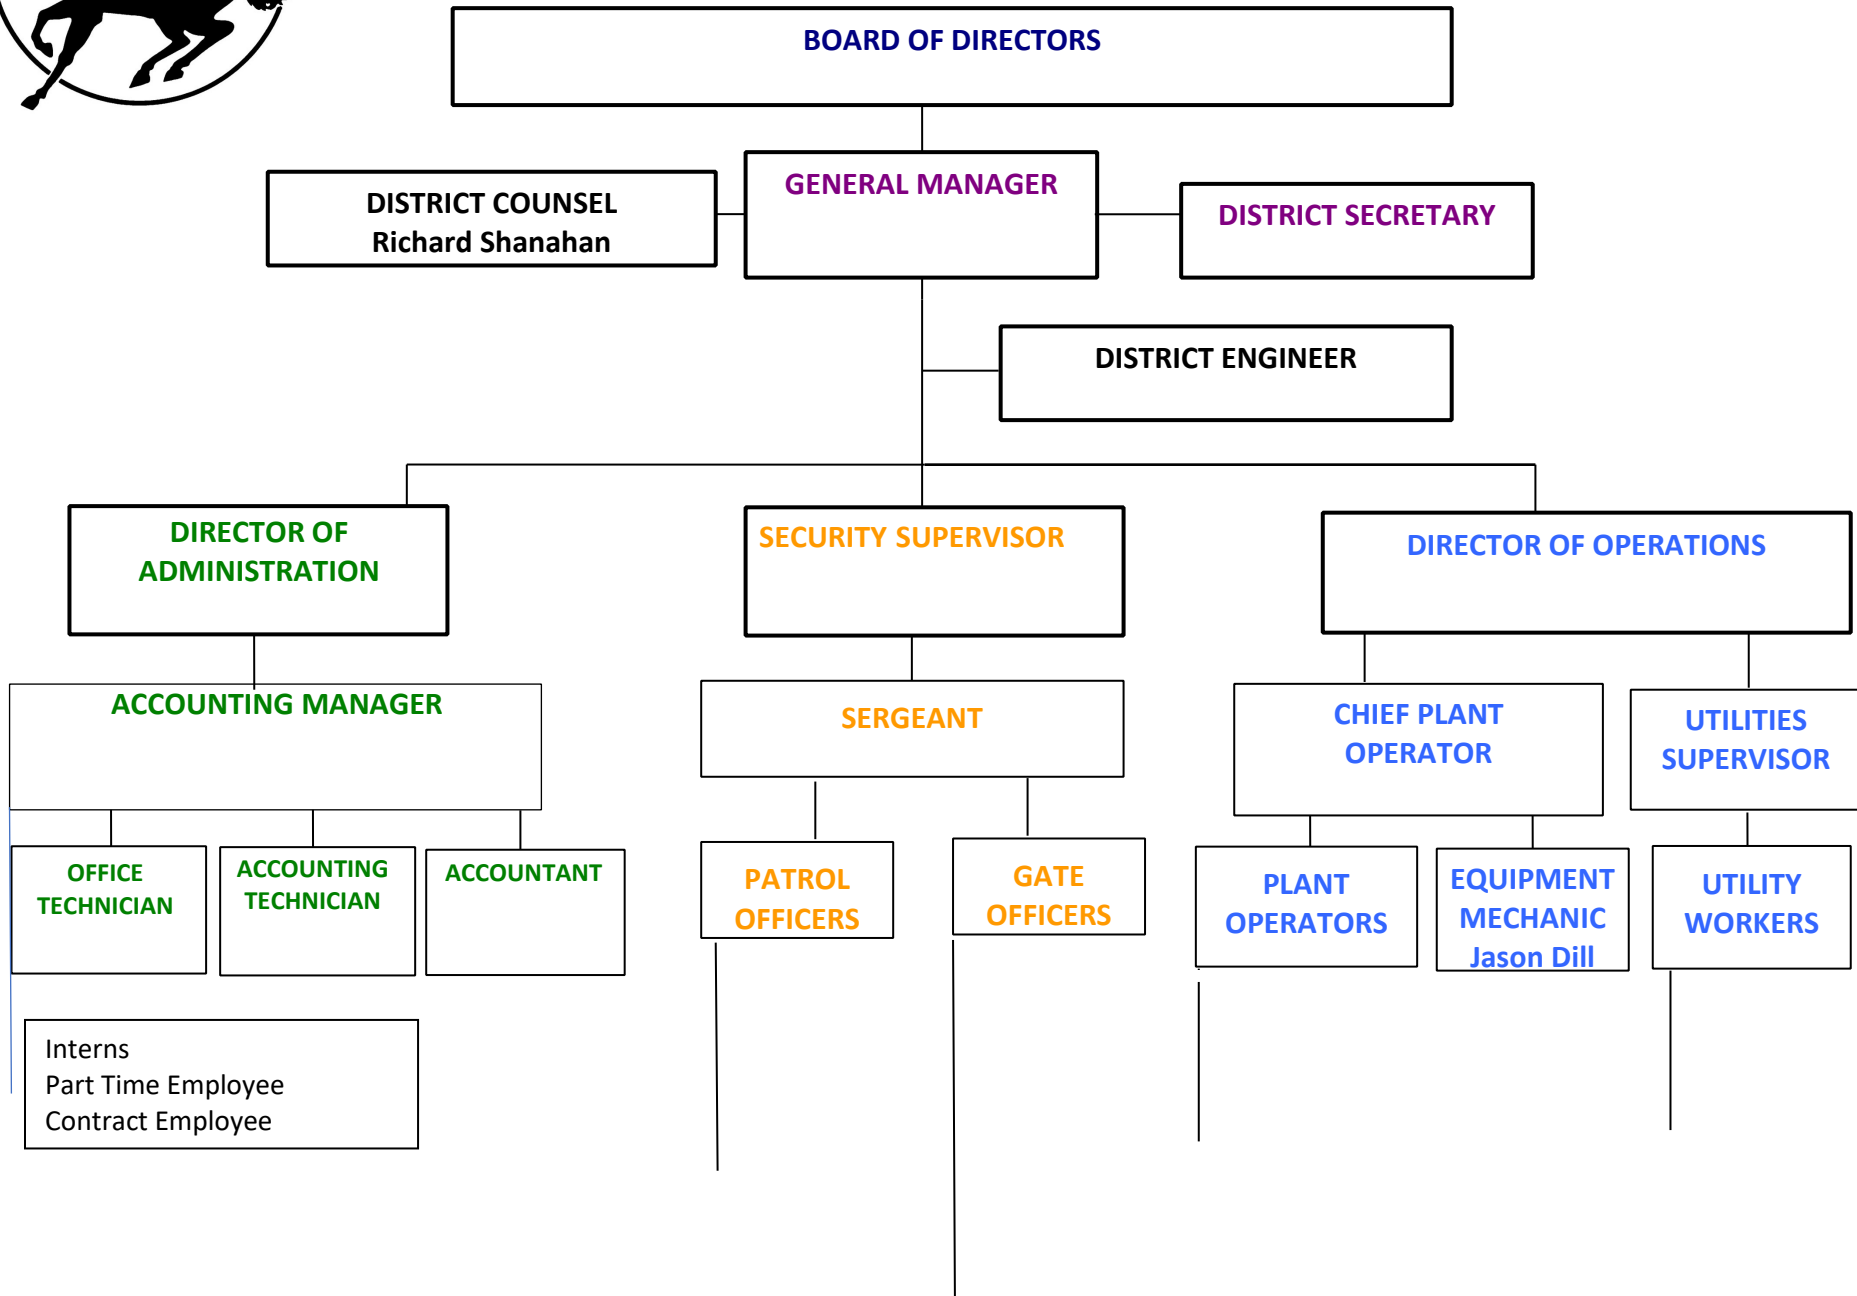 BOARD OF DIRECTORS
GENERAL MANAGER
DISTRICT COUNSEL
Richard Shanahan
DISTRICT SECRETARY
DISTRICT ENGINEER
DIRECTOR OF
ADMINISTRATION
SECURITY SUPERVISOR
DIRECTOR OF OPERATIONS
ACCOUNTING MANAGER
SERGEANT
CHIEF PLANT
OPERATOR
UTILITIES
SUPERVISOR
OFFICE
TECHNICIAN
ACCOUNTING
TECHNICIAN
ACCOUNTANT
PATROL
OFFICERS
GATE
OFFICERS
PLANT
OPERATORS
EQUIPMENT
MECHANIC
Jason Dill
UTILITY
WORKERS
Interns
Part Time Employee
Contract Employee